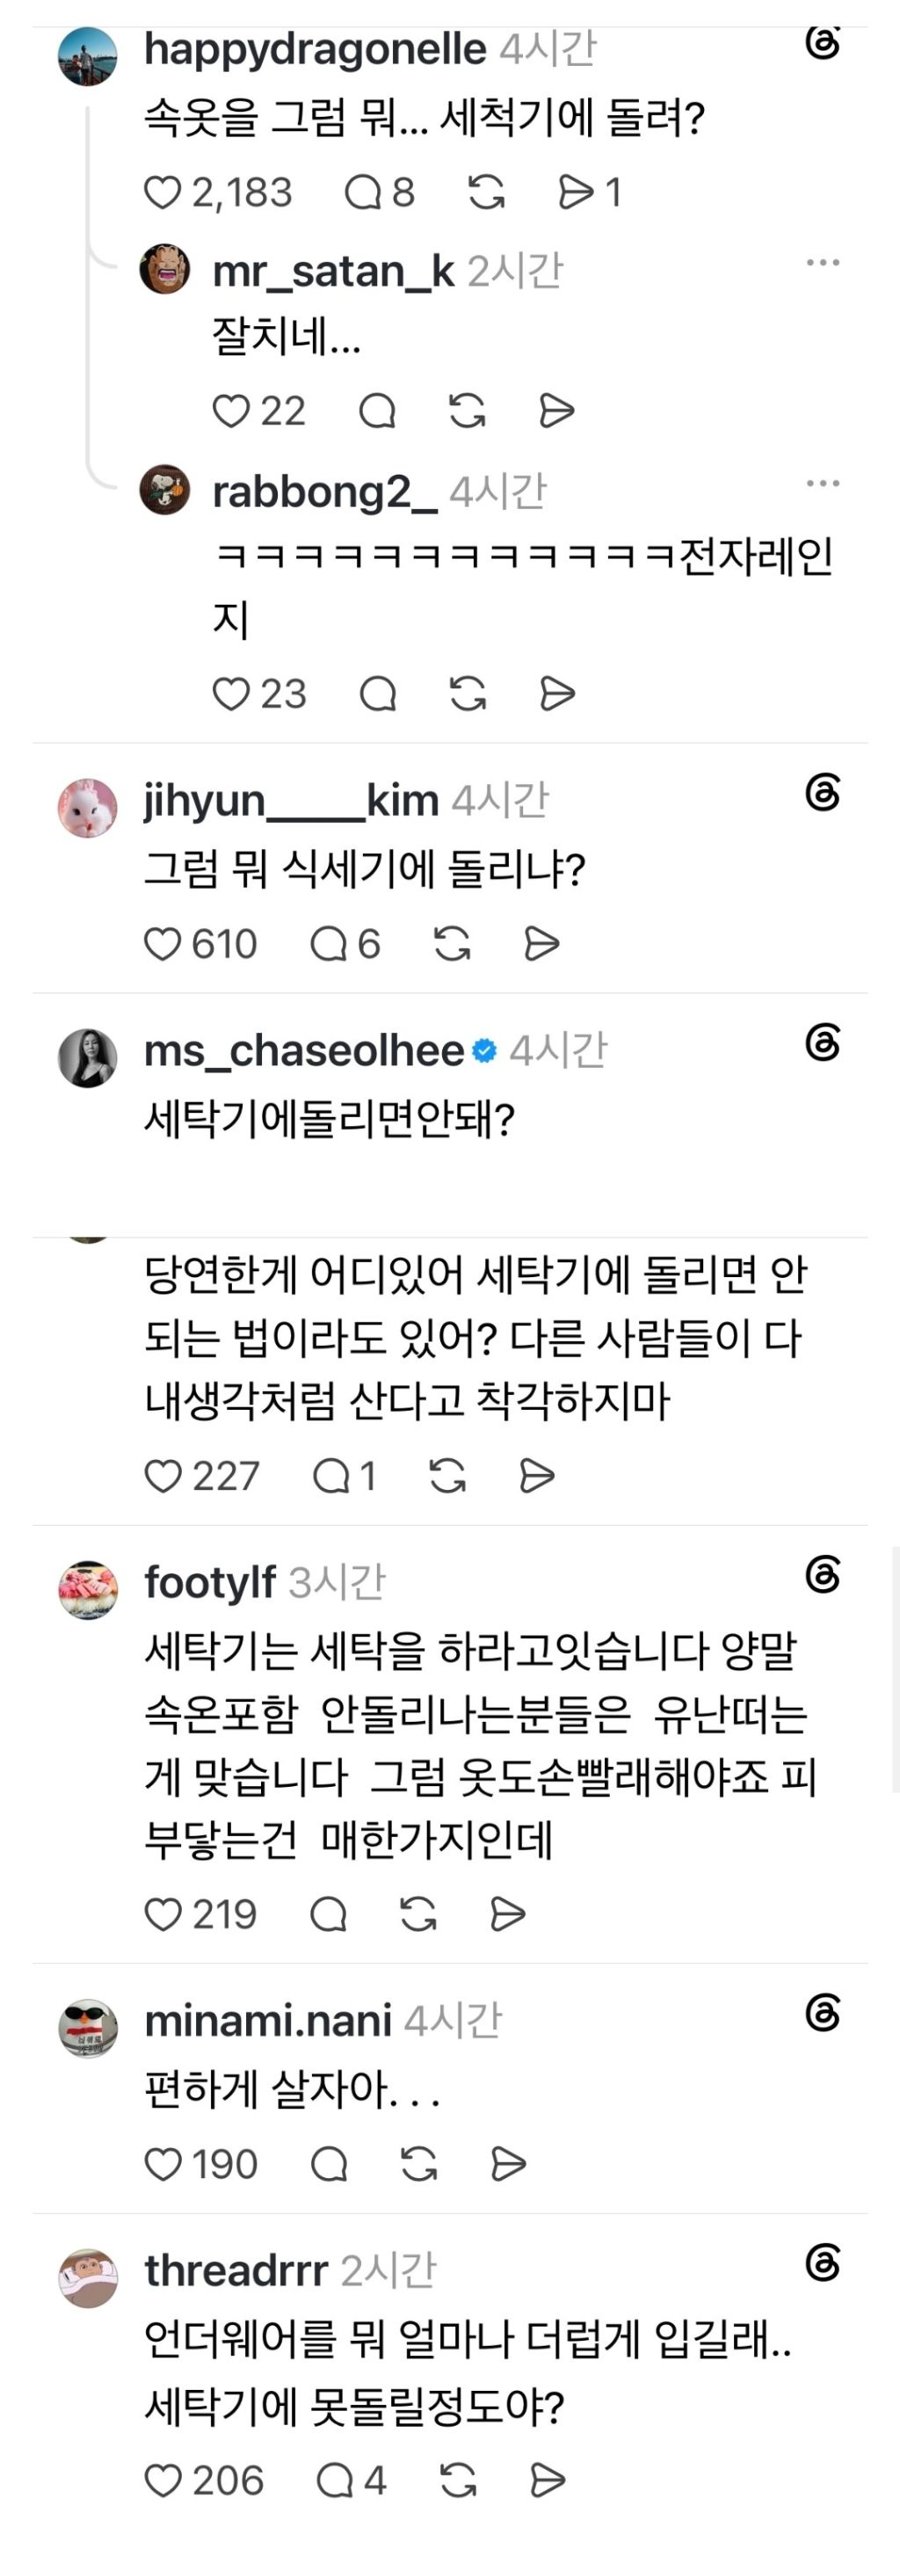 happydragonelle 4시간
속옷을 그럼 뭐... 세척기에 돌려?
2,183 8 1
mr_satan_k 2시간
잘치네...
22
rabbong2_ 4시간
ㅋㅋㅋㅋㅋㅋㅋㅋㅋㅋㅋㅋ전자레인
지
23
jihyun____kim 4시간
그럼 뭐 식세기에 돌리냐?
610 6
ms_chaseolhee 4시간
세탁기에돌리면안돼?
당연한게 어디있어 세탁기에 돌리면 안
되는 법이라도 있어? 다른 사람들이 다
내생각처럼 산다고 착각하지마
227 1
footylf 3시간
세탁기는 세탁을 하라고잇습니다 양말
속온포함 안돌리나는분들은 유난떠는
게 맞습니다 그럼 옷도손빨래해야죠 피
부닿는건 매한가지인데
219
minami.nani 4시간
편하게 살자아. . .
190
threadrrr 2시간
언더웨어를 뭐 얼마나 더럽게 입길래..
세탁기에 못돌릴정도야?
206 4